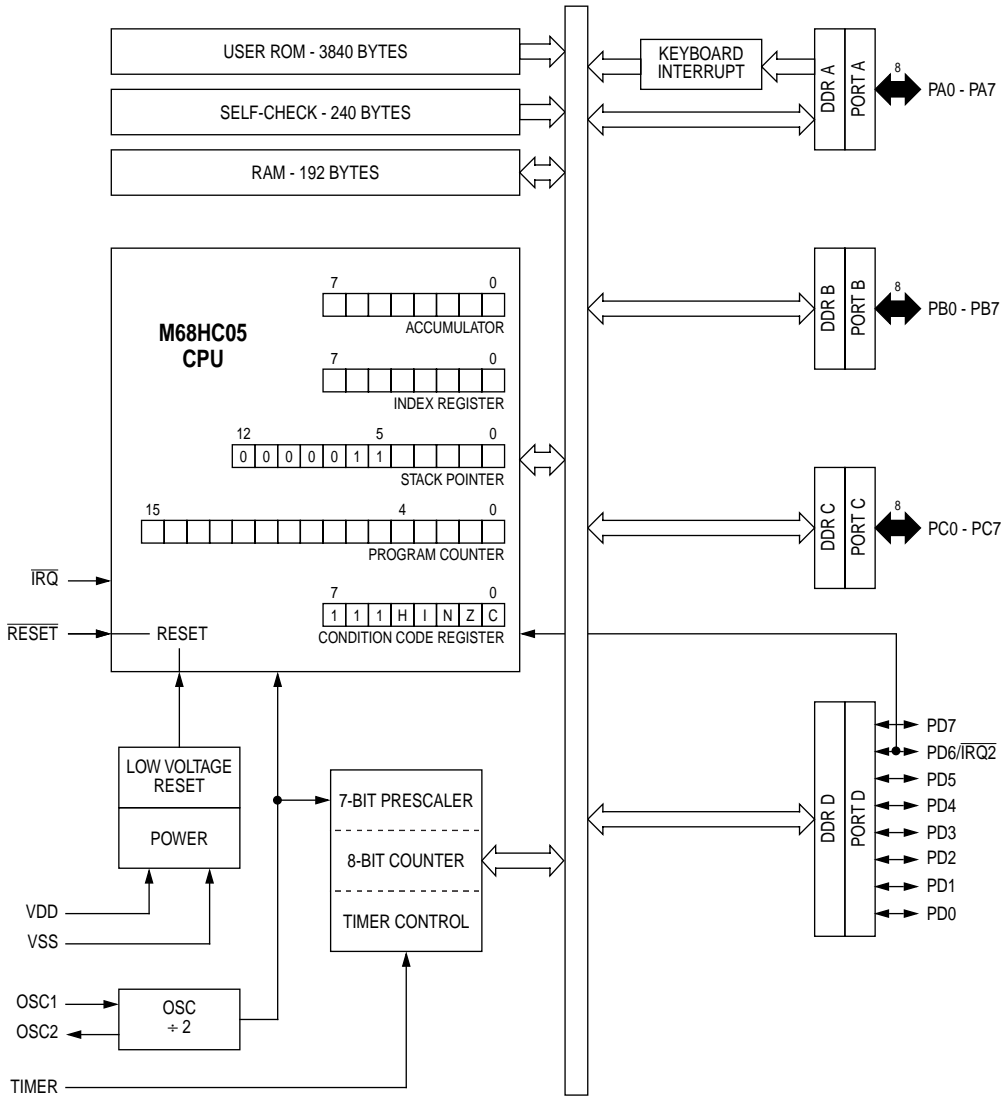 USER ROM - 3840 BYTES
SELF-CHECK - 240 BYTES
RAM - 192 BYTES
KEYBOARD
INTERRUPT
DDR A
PORT A
8
PA0 - PA7
M68HC05
CPU
7 0
ACCUMULATOR
7 0
INDEX REGISTER
12 5 0
0 0 0 0 0 1 1
STACK POINTER
15 4 0
PROGRAM COUNTER
7 0
1 1 1 H I N Z C
CONDITION CODE REGISTER
IRQ
RESET
RESET
DDR B
PORT B
8
PB0 - PB7
DDR C
PORT C
8
PC0 - PC7
LOW VOLTAGE
RESET
POWER
VDD
VSS
OSC1
OSC2
OSC
÷ 2
TIMER
7-BIT PRESCALER
8-BIT COUNTER
TIMER CONTROL
DDR D
PORT D
PD7
PD6/IRQ2
PD5
PD4
PD3
PD2
PD1
PD0